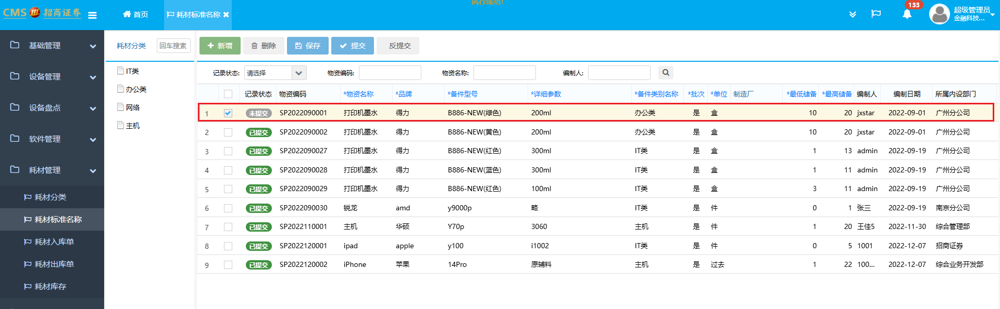 执行成功!
CMS 招商证券
首页
耗材标准名称
133
超级管理员
金融科技...
基础管理
设备管理
设备盘点
软件管理
耗材管理
耗材分类
耗材标准名称
耗材入库单
耗材出库单
耗材库存
耗材分类 回车搜索
IT类
办公类
网络
主机
新增 删除 保存 提交 反提交
记录状态: 请选择 物资编码: 物资名称: 编制人:
记录状态 物资编码 *物资名称 *品牌 *备件型号 *详细参数 *备件类别名称 *批次 *单位 制造厂 *最低储备 *最高储备 编制人 编制日期 所属内设部门
1 未提交 SP2022090001 打印机墨水 得力 B886-NEW(绿色) 200ml 办公类 是 盒 10 20 jxstar 2022-09-01 广州分公司
2 已提交 SP2022090002 打印机墨水 得力 B886-NEW(黄色) 200ml 办公类 是 盒 10 20 jxstar 2022-09-01 广州分公司
3 已提交 SP2022090027 打印机墨水 得力 B886-NEW(红色) 300ml IT类 是 盒 1 13 admin 2022-09-19 广州分公司
4 已提交 SP2022090028 打印机墨水 得力 B886-NEW(蓝色) 300ml IT类 是 盒 1 11 admin 2022-09-19 广州分公司
5 已提交 SP2022090029 打印机墨水 得力 B886-NEW(红色) 100ml IT类 是 盒 3 11 admin 2022-09-19 广州分公司
6 已提交 SP2022090030 锐龙 amd y9000p 略 IT类 是 件 0 1 张三 2022-09-19 南京分公司
7 已提交 SP2022110001 主机 华硕 Y70p 3060 主机 是 件 1 20 王佳5 2022-11-30 综合管理部
8 已提交 SP2022120001 ipad apple y100 i1002 IT类 是 件 0 5 1001 2022-12-07 招商证券
9 已提交 SP2022120002 iPhone 苹果 14Pro 原辅料 主机 是 过去 1 22 100... 2022-12-07 综合业务开发部